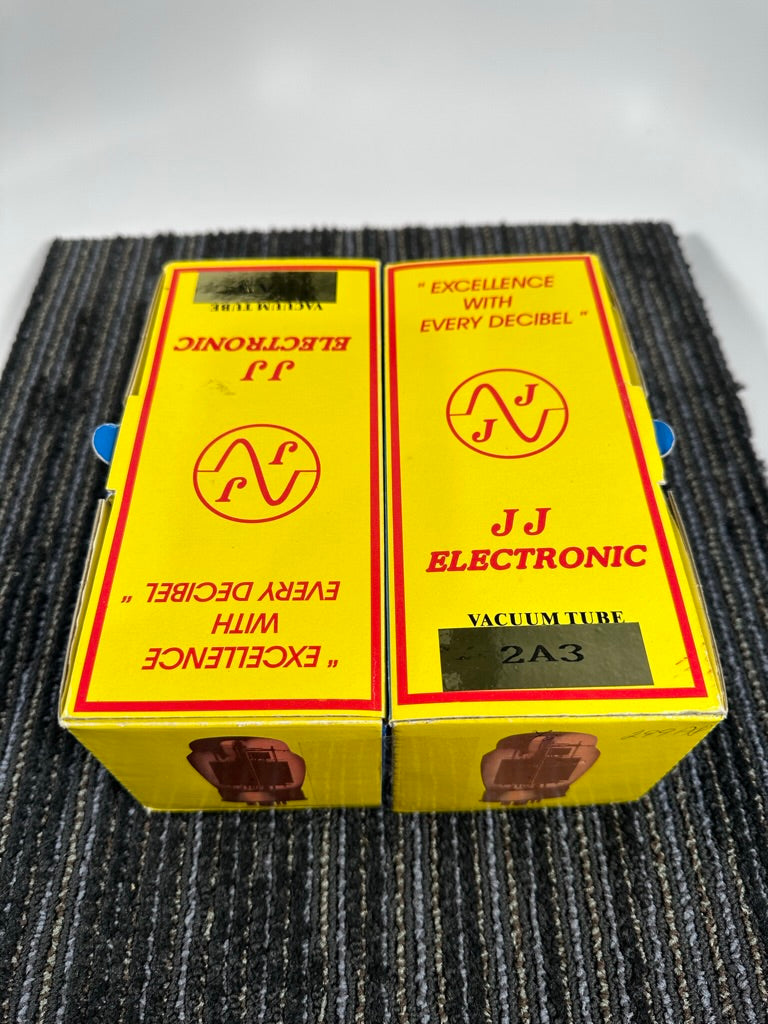 " EXCELLENCE
WITH
EVERY DECIBEL "
J
J
JJ
ELECTRONIC
VACUUM TUBE
2A3
VACUUM TUBE
JJ
ELECTRONIC
J
J
" EXCELLENCE
WITH
EVERY DECIBEL "